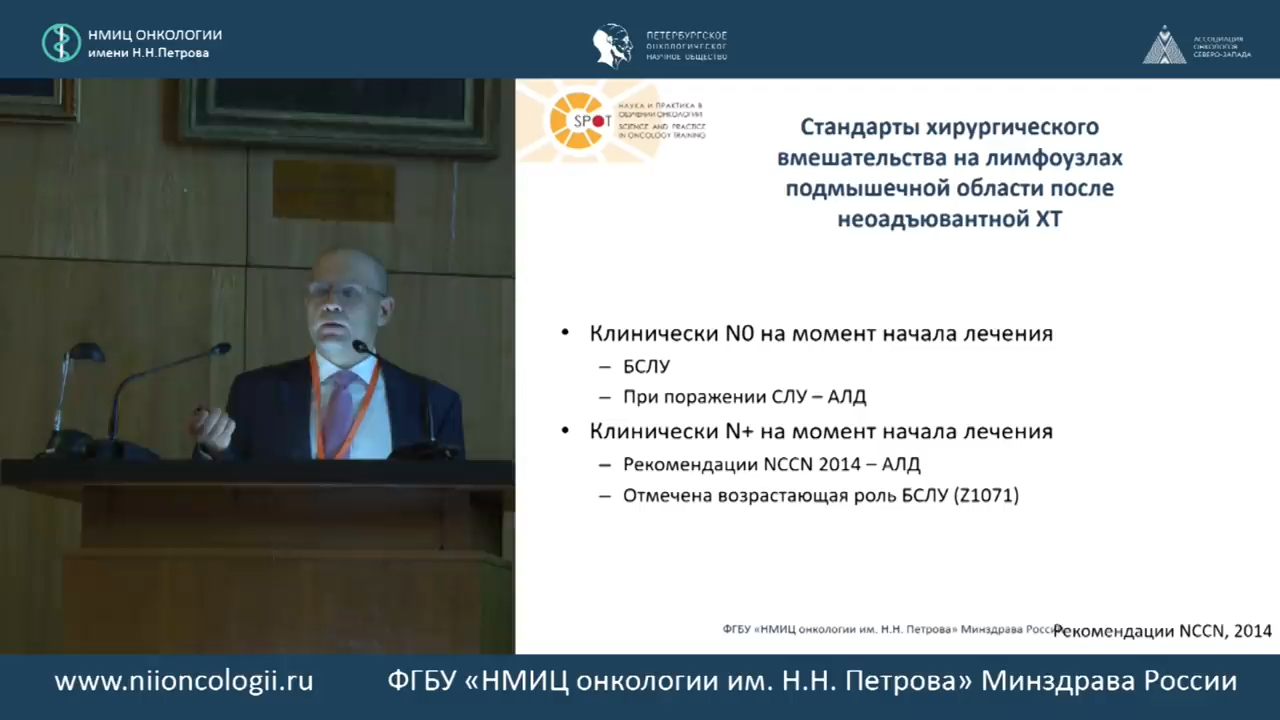 НМИЦ ОНКОЛОГИИ
имени Н.Н.Петрова
ПЕТЕРБУРГСКОЕ
ОНКОЛОГИЧЕСКОЕ
НАУЧНОЕ ОБЩЕСТВО
АССОЦИАЦИЯ
ОНКОЛОГОВ
СЕВЕРО-ЗАПАДА
SPOT
НАУКА И ПРАКТИКА В
ОБУЧЕНИИ ОНКОЛОГИИ
SCIENCE AND PRACTICE
IN ONCOLOGY TRAINING
Стандарты хирургического
вмешательства на лимфоузлах
подмышечной области после
неоадъювантной ХТ
• Клинически N0 на момент начала лечения
– БСЛУ
– При поражении СЛУ – АЛД
• Клинически N+ на момент начала лечения
– Рекомендации NCCN 2014 – АЛД
– Отмечена возрастающая роль БСЛУ (Z1071)
ФГБУ «НМИЦ онкологии им. Н.Н. Петрова» Минздрава
Рекомендации NCCN, 2014
www.niioncologii.ru
ФГБУ «НМИЦ онкологии им. Н.Н. Петрова» Минздрава России